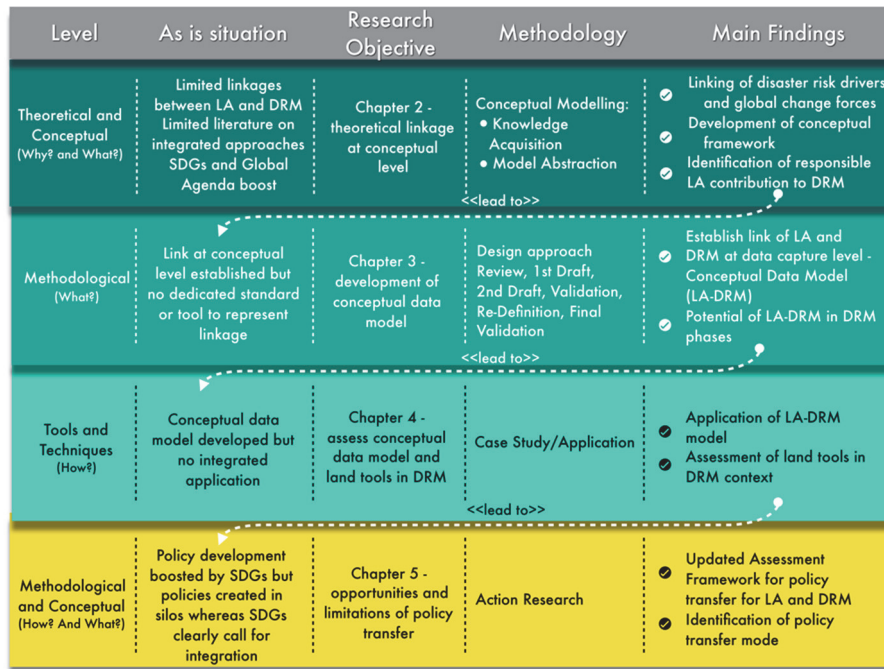 Level
As is situation
Research
Objective
Methodology
Main Findings
Theoretical and
Conceptual
(Why? and What?)
Limited linkages
between LA and DRM
Limited literature on
integrated approaches
SDGs and Global
Agenda boost
Chapter 2 -
theoretical linkage
at conceptual
level
Conceptual Modelling:
• Knowledge
Acquisition
• Model Abstraction
Linking of disaster risk drivers
and global change forces
Development of conceptual
framework
Identification of responsible
LA contribution to DRM
<<lead to>>
Methodological
(What?)
Link at conceptual
level established but
no dedicated standard
or tool to represent
linkage
Chapter 3 -
development of
conceptual data
model
Design approach
Review, 1st Draft,
2nd Draft, Validation,
Re-Definition, Final
Validation
Establish link of LA and
DRM at data capture level -
Conceptual Data Model
(LA-DRM)
Potential of LA-DRM in DRM
phases
<<lead to>>
Tools and
Techniques
(How?)
Conceptual data
model developed but
no integrated
application
Chapter 4 -
assess conceptual
data model and
land tools in DRM
Case Study/Application
Application of LA-DRM
model
Assessment of land tools in
DRM context
<<lead to>>
Methodological
and Conceptual
(How? And What?)
Policy development
boosted by SDGs but
policies created in
silos whereas SDGs
clearly call for
integration
Chapter 5 -
opportunities and
limitations of policy
transfer
Action Research
Updated Assessment
Framework for policy
transfer for LA and DRM
Identification of policy
transfer mode